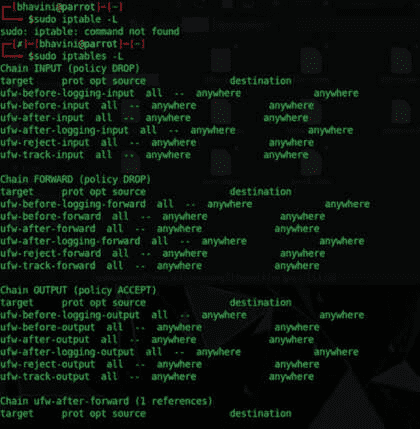 ┌─[bhavini@parrot]─[~]
└──╼ $sudo iptable -L
sudo: iptable: command not found
┌─[✗]─[bhavini@parrot]─[~]
└──╼ $sudo iptables -L
Chain INPUT (policy DROP)
target prot opt source destination
ufw-before-logging-input all -- anywhere anywhere
ufw-before-input all -- anywhere anywhere
ufw-after-input all -- anywhere anywhere
ufw-after-logging-input all -- anywhere anywhere
ufw-reject-input all -- anywhere anywhere
ufw-track-input all -- anywhere anywhere
Chain FORWARD (policy DROP)
target prot opt source destination
ufw-before-logging-forward all -- anywhere anywhere
ufw-before-forward all -- anywhere anywhere
ufw-after-forward all -- anywhere anywhere
ufw-after-logging-forward all -- anywhere anywhere
ufw-reject-forward all -- anywhere anywhere
ufw-track-forward all -- anywhere anywhere
Chain OUTPUT (policy ACCEPT)
target prot opt source destination
ufw-before-logging-output all -- anywhere anywhere
ufw-before-output all -- anywhere anywhere
ufw-after-output all -- anywhere anywhere
ufw-after-logging-output all -- anywhere anywhere
ufw-reject-output all -- anywhere anywhere
ufw-track-output all -- anywhere anywhere
Chain ufw-after-forward (1 references)
target prot opt source destination